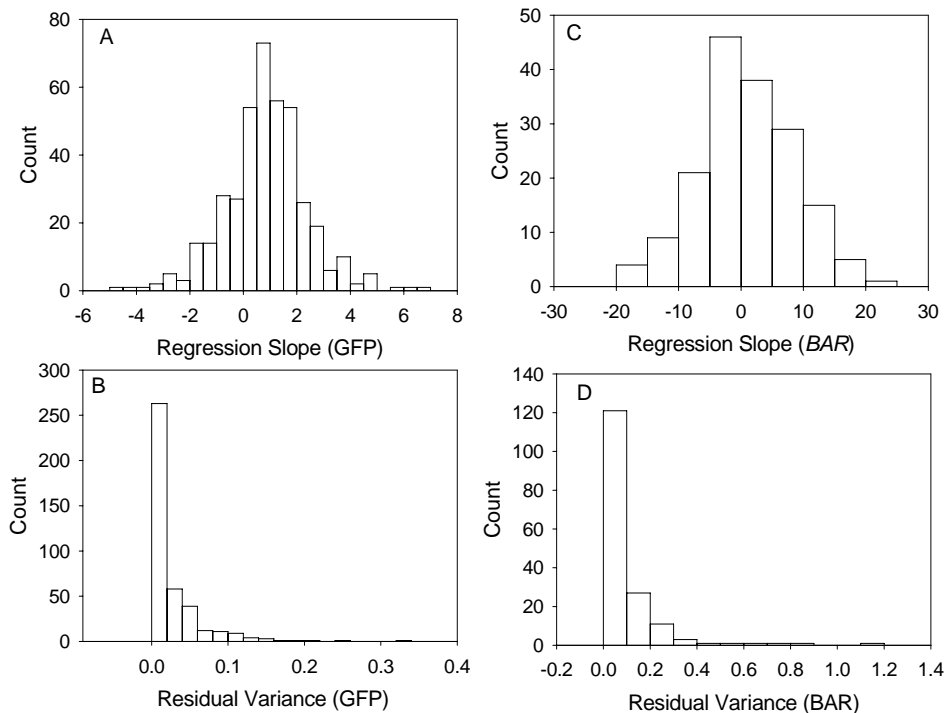 A
Count
80
60
40
20
0
-6 -4 -2 0 2 4 6 8
Regression Slope (GFP)
C
Count
50
40
30
20
10
0
-30 -20 -10 0 10 20 30
Regression Slope (BAR)
B
Count
300
250
200
150
100
50
0
0.0 0.1 0.2 0.3 0.4
Residual Variance (GFP)
D
Count
140
120
100
80
60
40
20
0
-0.2 0.0 0.2 0.4 0.6 0.8 1.0 1.2 1.4
Residual Variance (BAR)